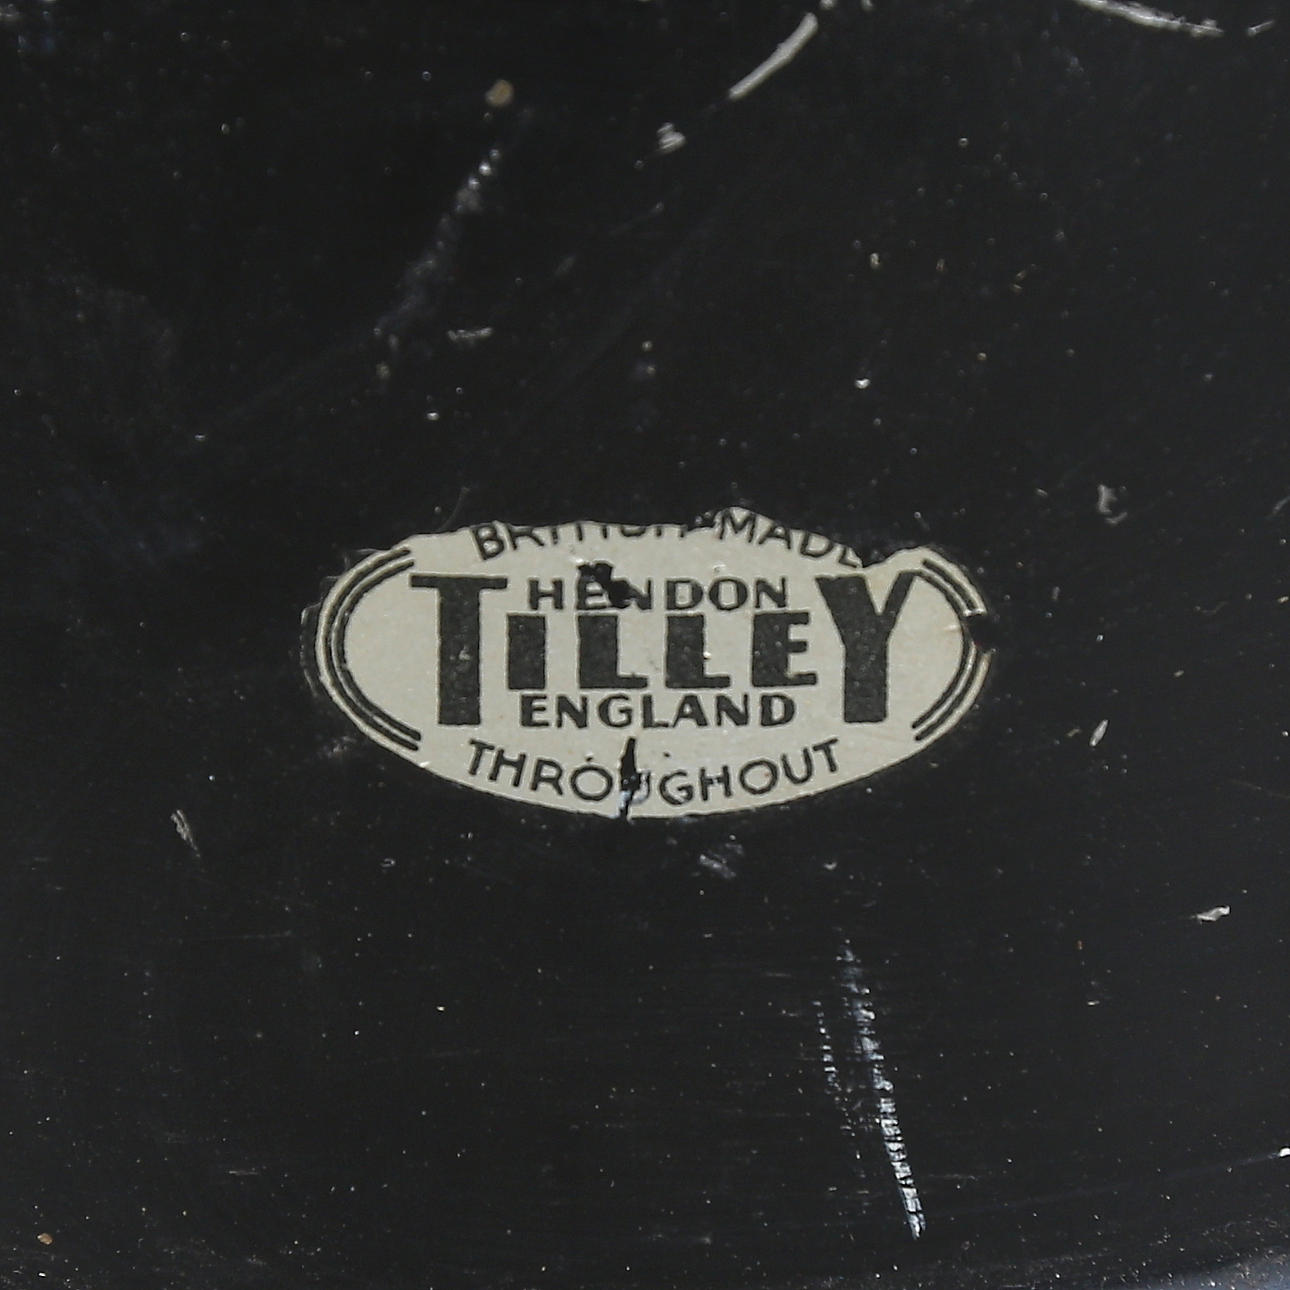 BRITISH MADE
HENDON
TILLEY
ENGLAND
THROUGHOUT